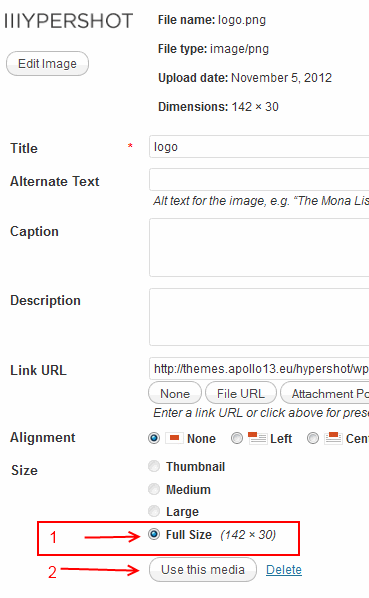 IIIYPERSHOT
File name: logo.png
File type: image/png
Edit Image
Upload date: November 5, 2012
Dimensions: 142 × 30
Title * logo
Alternate Text
Alt text for the image, e.g. "The Mona Lis
Caption
Description
Link URL http://themes.apollo13.eu/hypershot/wp
None File URL Attachment Po
Enter a link URL or click above for prese
Alignment None Left Cent
Size Thumbnail
Medium
Large
1 Full Size (142 × 30)
2 Use this media Delete